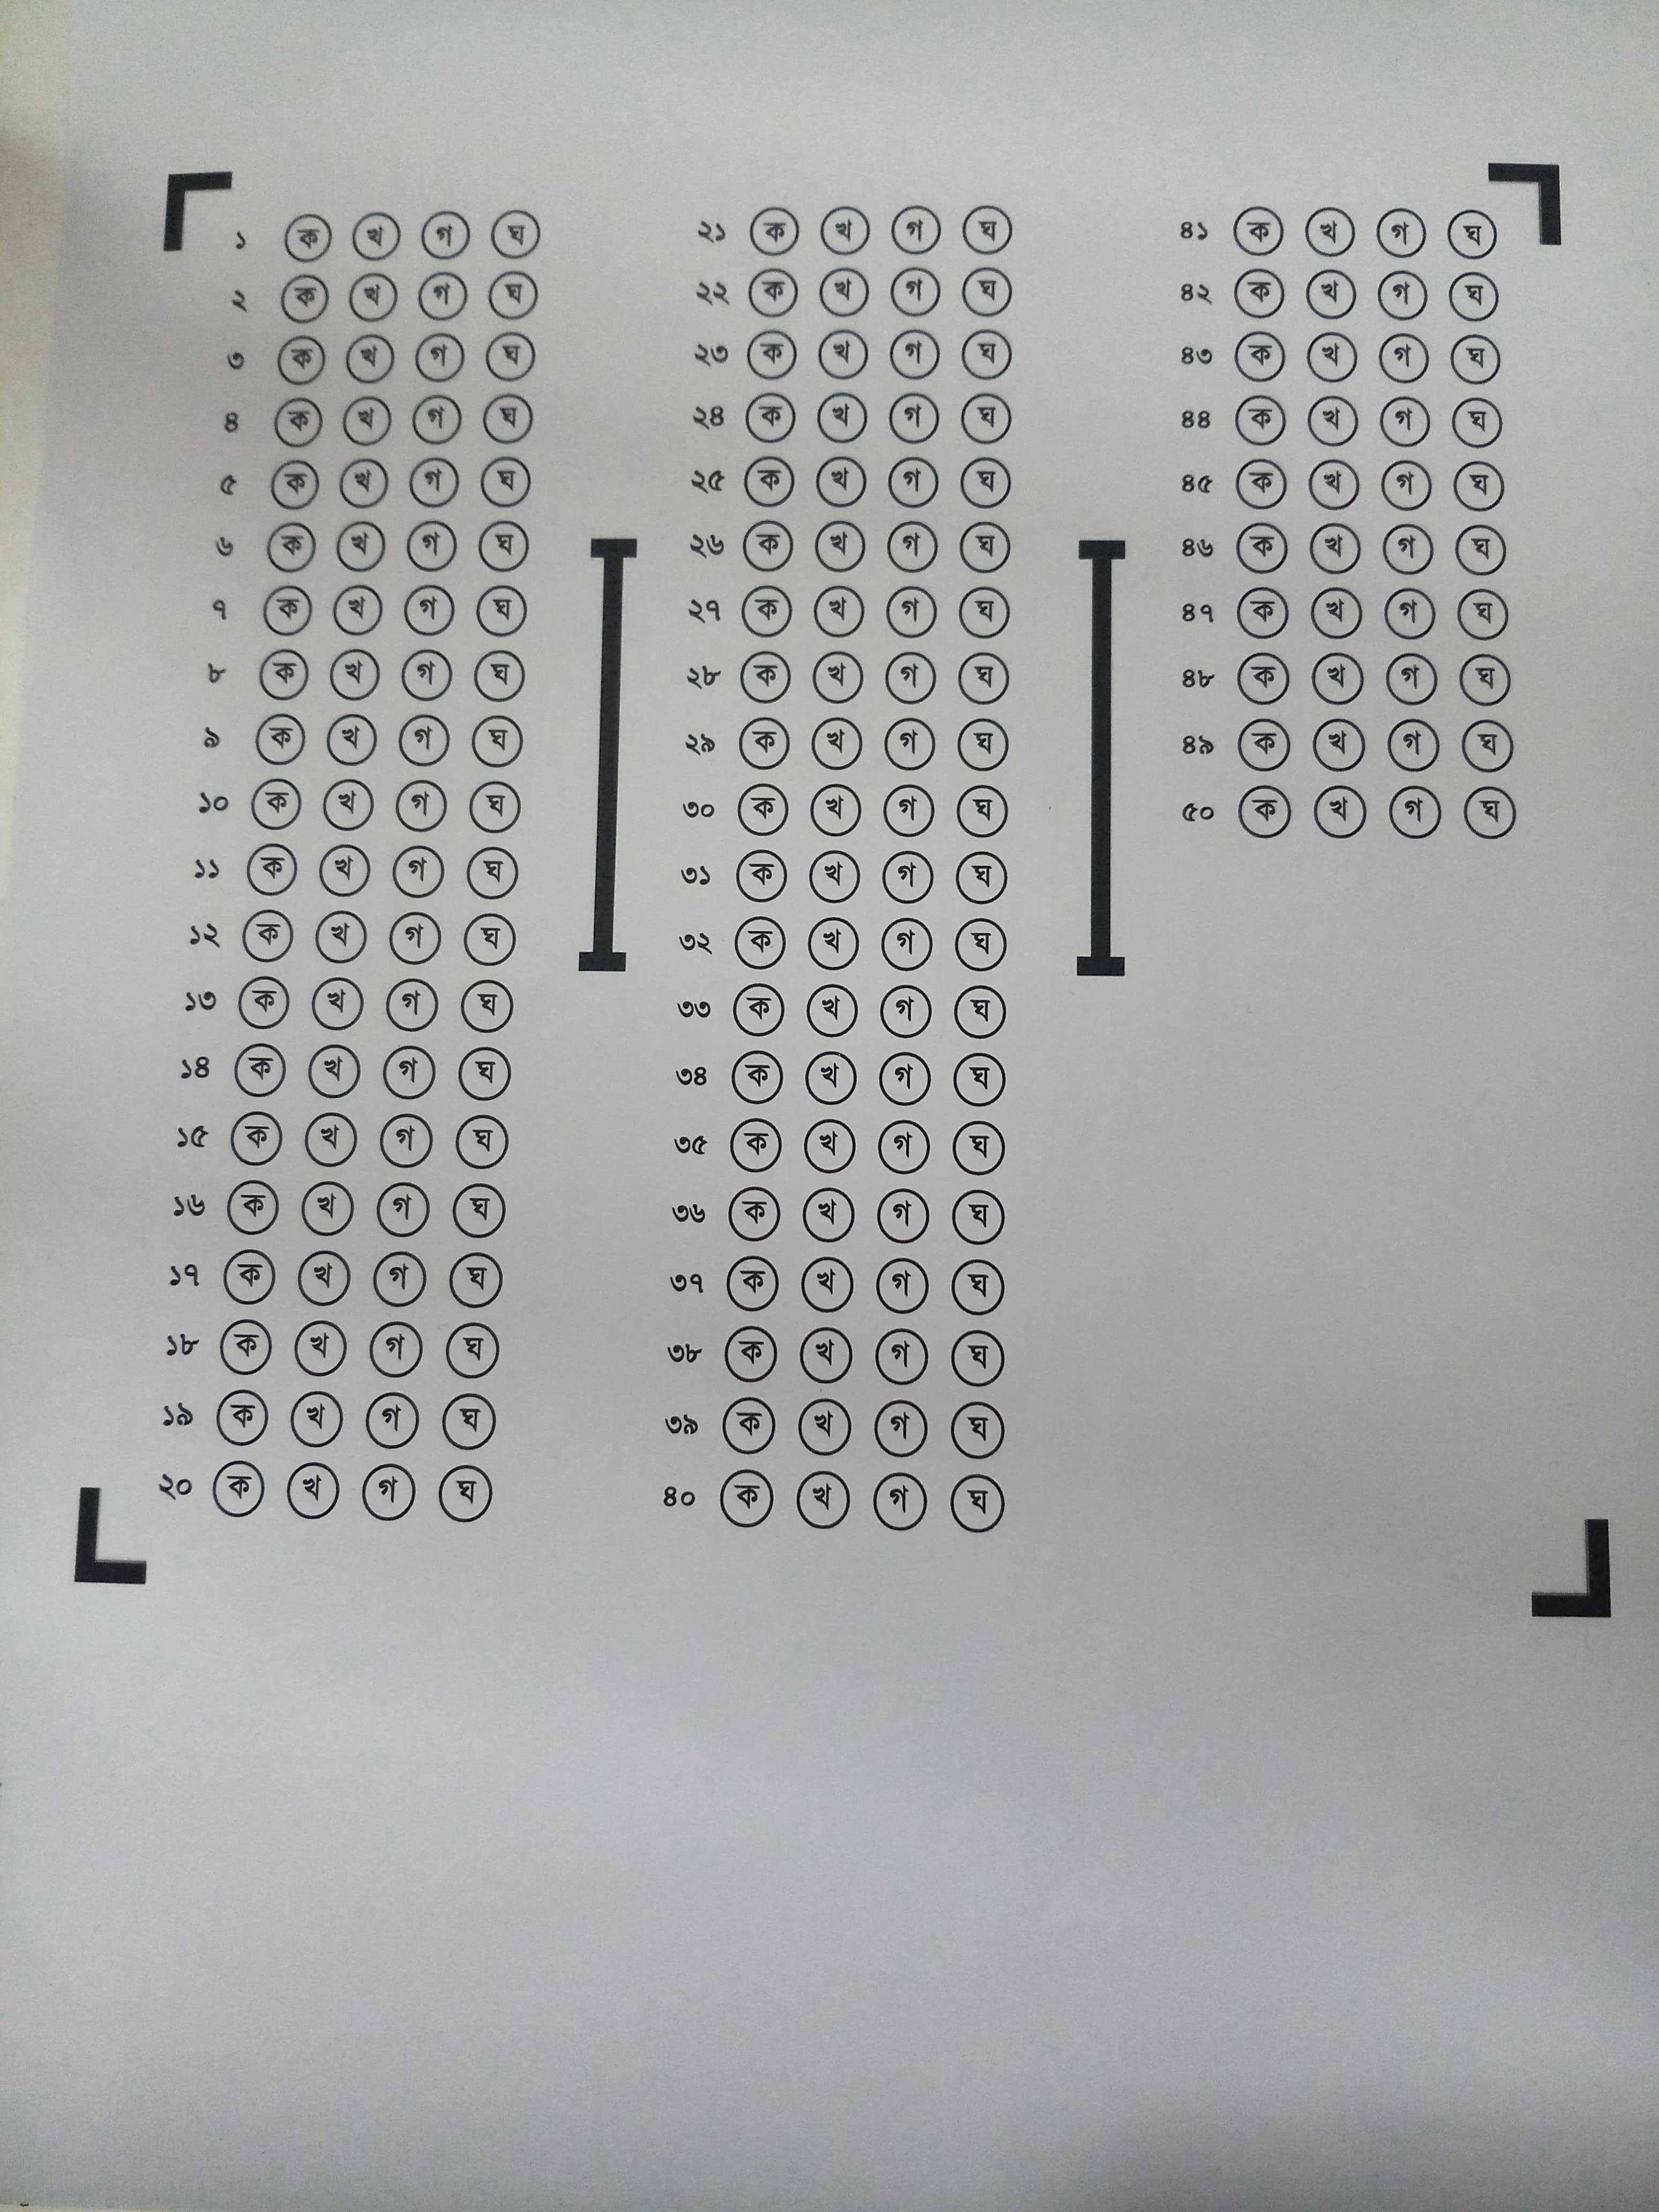 ১ ক খ গ ঘ
২ ক খ গ ঘ
৩ ক খ গ ঘ
৪ ক খ গ ঘ
৫ ক খ গ ঘ
৬ ক খ গ ঘ
৭ ক খ গ ঘ
৮ ক খ গ ঘ
৯ ক খ গ ঘ
১০ ক খ গ ঘ
১১ ক খ গ ঘ
১২ ক খ গ ঘ
১৩ ক খ গ ঘ
১৪ ক খ গ ঘ
১৫ ক খ গ ঘ
১৬ ক খ গ ঘ
১৭ ক খ গ ঘ
১৮ ক খ গ ঘ
১৯ ক খ গ ঘ
২০ ক খ গ ঘ
২১ ক খ গ ঘ
২২ ক খ গ ঘ
২৩ ক খ গ ঘ
২৪ ক খ গ ঘ
২৫ ক খ গ ঘ
২৬ ক খ গ ঘ
২৭ ক খ গ ঘ
২৮ ক খ গ ঘ
২৯ ক খ গ ঘ
৩০ ক খ গ ঘ
৩১ ক খ গ ঘ
৩২ ক খ গ ঘ
৩৩ ক খ গ ঘ
৩৪ ক খ গ ঘ
৩৫ ক খ গ ঘ
৩৬ ক খ গ ঘ
৩৭ ক খ গ ঘ
৩৮ ক খ গ ঘ
৩৯ ক খ গ ঘ
৪০ ক খ গ ঘ
৪১ ক খ গ ঘ
৪২ ক খ গ ঘ
৪৩ ক খ গ ঘ
৪৪ ক খ গ ঘ
৪৫ ক খ গ ঘ
৪৬ ক খ গ ঘ
৪৭ ক খ গ ঘ
৪৮ ক খ গ ঘ
৪৯ ক খ গ ঘ
৫০ ক খ গ ঘ